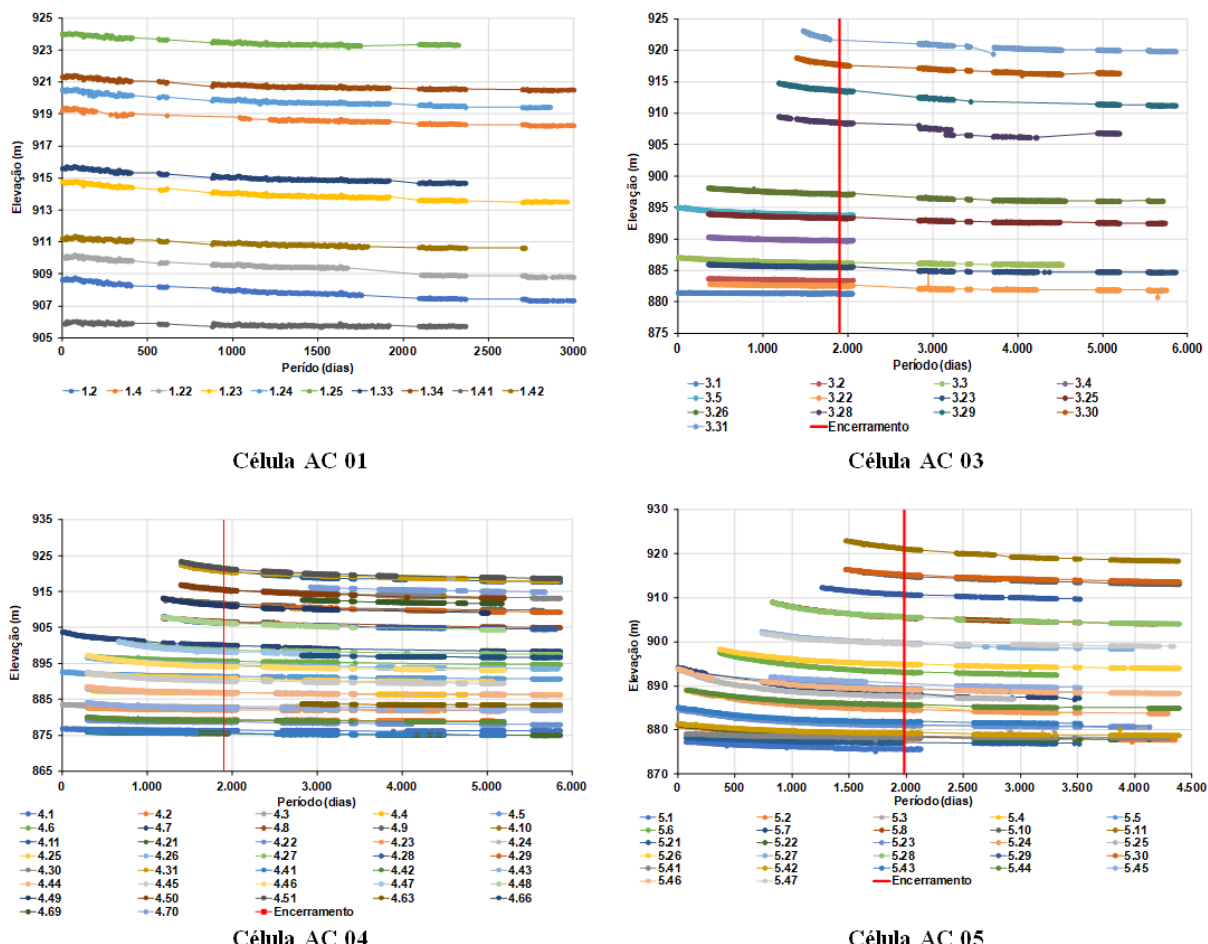 925
923
921
919
917
915
913
911
909
907
905
Elevação (m)
0 500 1000 1500 2000 2500 3000
Perído (dias)
1.2 1.4 1.22 1.23 1.24 1.25 1.33 1.34 1.41 1.42
Célula AC 01
925
920
915
910
905
900
895
890
885
880
875
Elevação (m)
0 1.000 2.000 3.000 4.000 5.000 6.000
Período (dias)
3.1 3.2 3.3 3.4
3.5 3.22 3.23 3.25
3.26 3.28 3.29 3.30
3.31 Encerramento
Célula AC 03
935
925
915
905
895
885
875
865
Elevação (m)
0 1.000 2.000 3.000 4.000 5.000 6.000
Período (dias)
4.1 4.2 4.3 4.4 4.5
4.6 4.7 4.8 4.9 4.10
4.11 4.21 4.22 4.23 4.24
4.25 4.26 4.27 4.28 4.29
4.30 4.31 4.41 4.42 4.43
4.44 4.45 4.46 4.47 4.48
4.49 4.50 4.51 4.63 4.66
4.69 4.70 Encerramento
Célula AC 04
930
920
910
900
890
880
870
Elevação (m)
0 500 1.000 1.500 2.000 2.500 3.000 3.500 4.000 4.500
Período (dias)
5.1 5.2 5.3 5.4 5.5
5.6 5.7 5.8 5.10 5.11
5.21 5.22 5.23 5.24 5.25
5.26 5.27 5.28 5.29 5.30
5.41 5.42 5.43 5.44 5.45
5.46 5.47 Encerramento
Célula AC 05